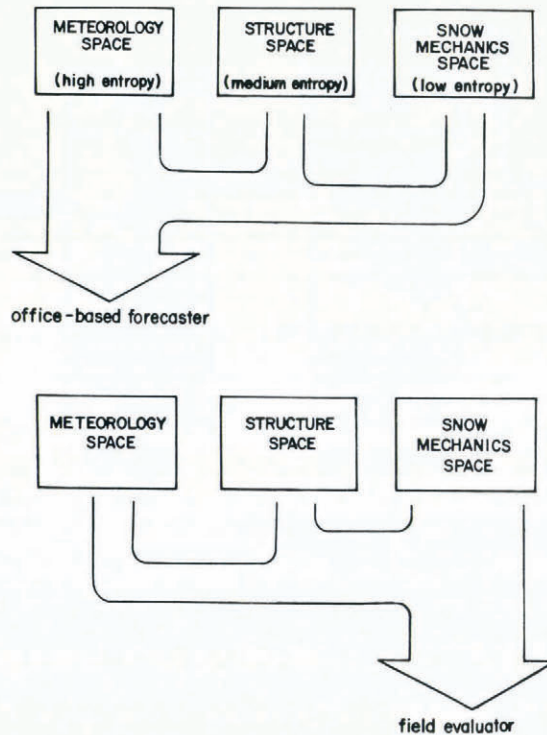 METEOROLOGY
SPACE
(high entropy)
STRUCTURE
SPACE
(medium entropy)
SNOW
MECHANICS
SPACE
(low entropy)
office-based forecaster
METEOROLOGY
SPACE
STRUCTURE
SPACE
SNOW
MECHANICS
SPACE
field evaluator